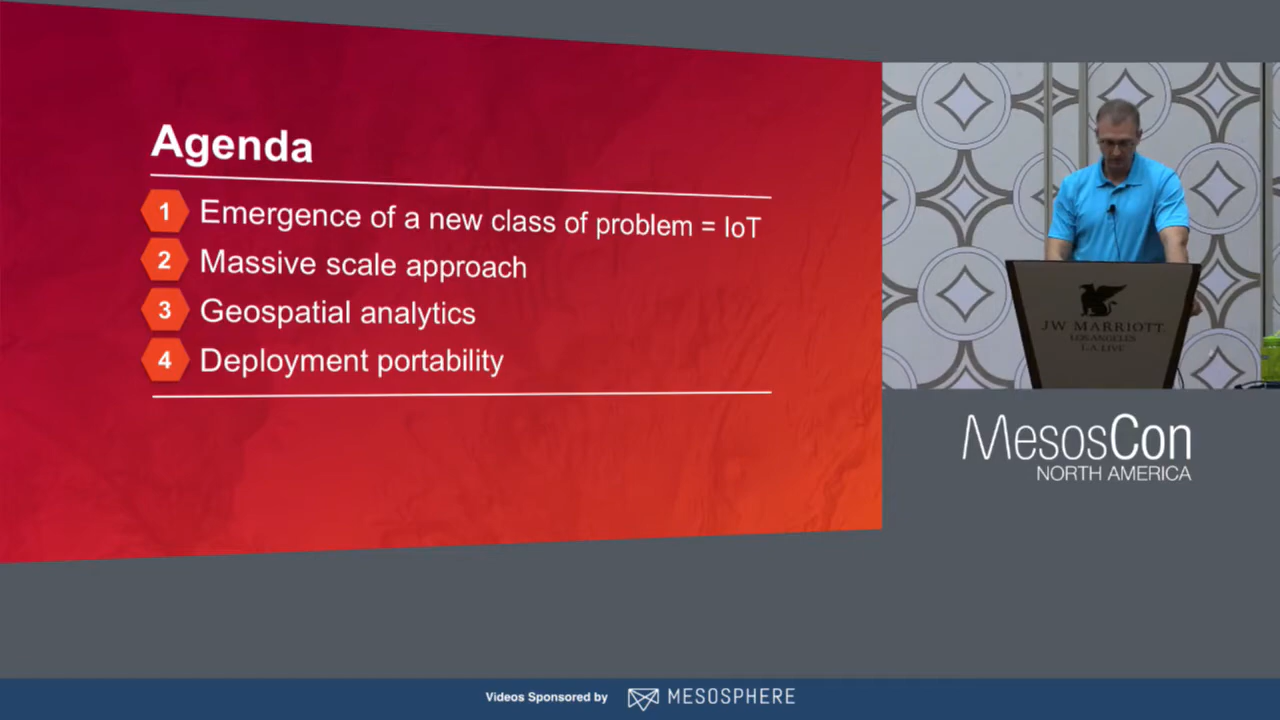 Agenda
1 Emergence of a new class of problem = IoT
2 Massive scale approach
3 Geospatial analytics
4 Deployment portability
JW MARRIOTT
LOS ANGELES
L.A. LIVE
MesosCon
NORTH AMERICA
Videos Sponsored by MESOSPHERE